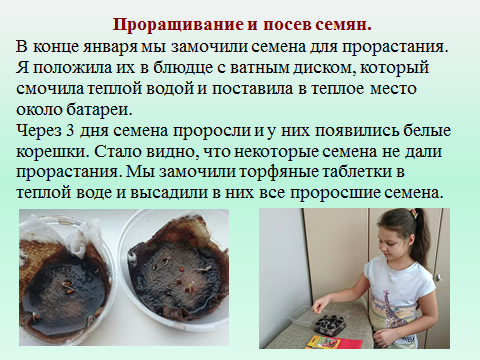 Проращивание и посев семян.
В конце января мы замочили семена для прорастания.
Я положила их в блюдце с ватным диском, который
смочила теплой водой и поставила в теплое место
около батареи.
Через 3 дня семена проросли и у них появились белые
корешки. Стало видно, что некоторые семена не дали
прорастания. Мы замочили торфяные таблетки в
теплой воде и высадили в них все проросшие семена.